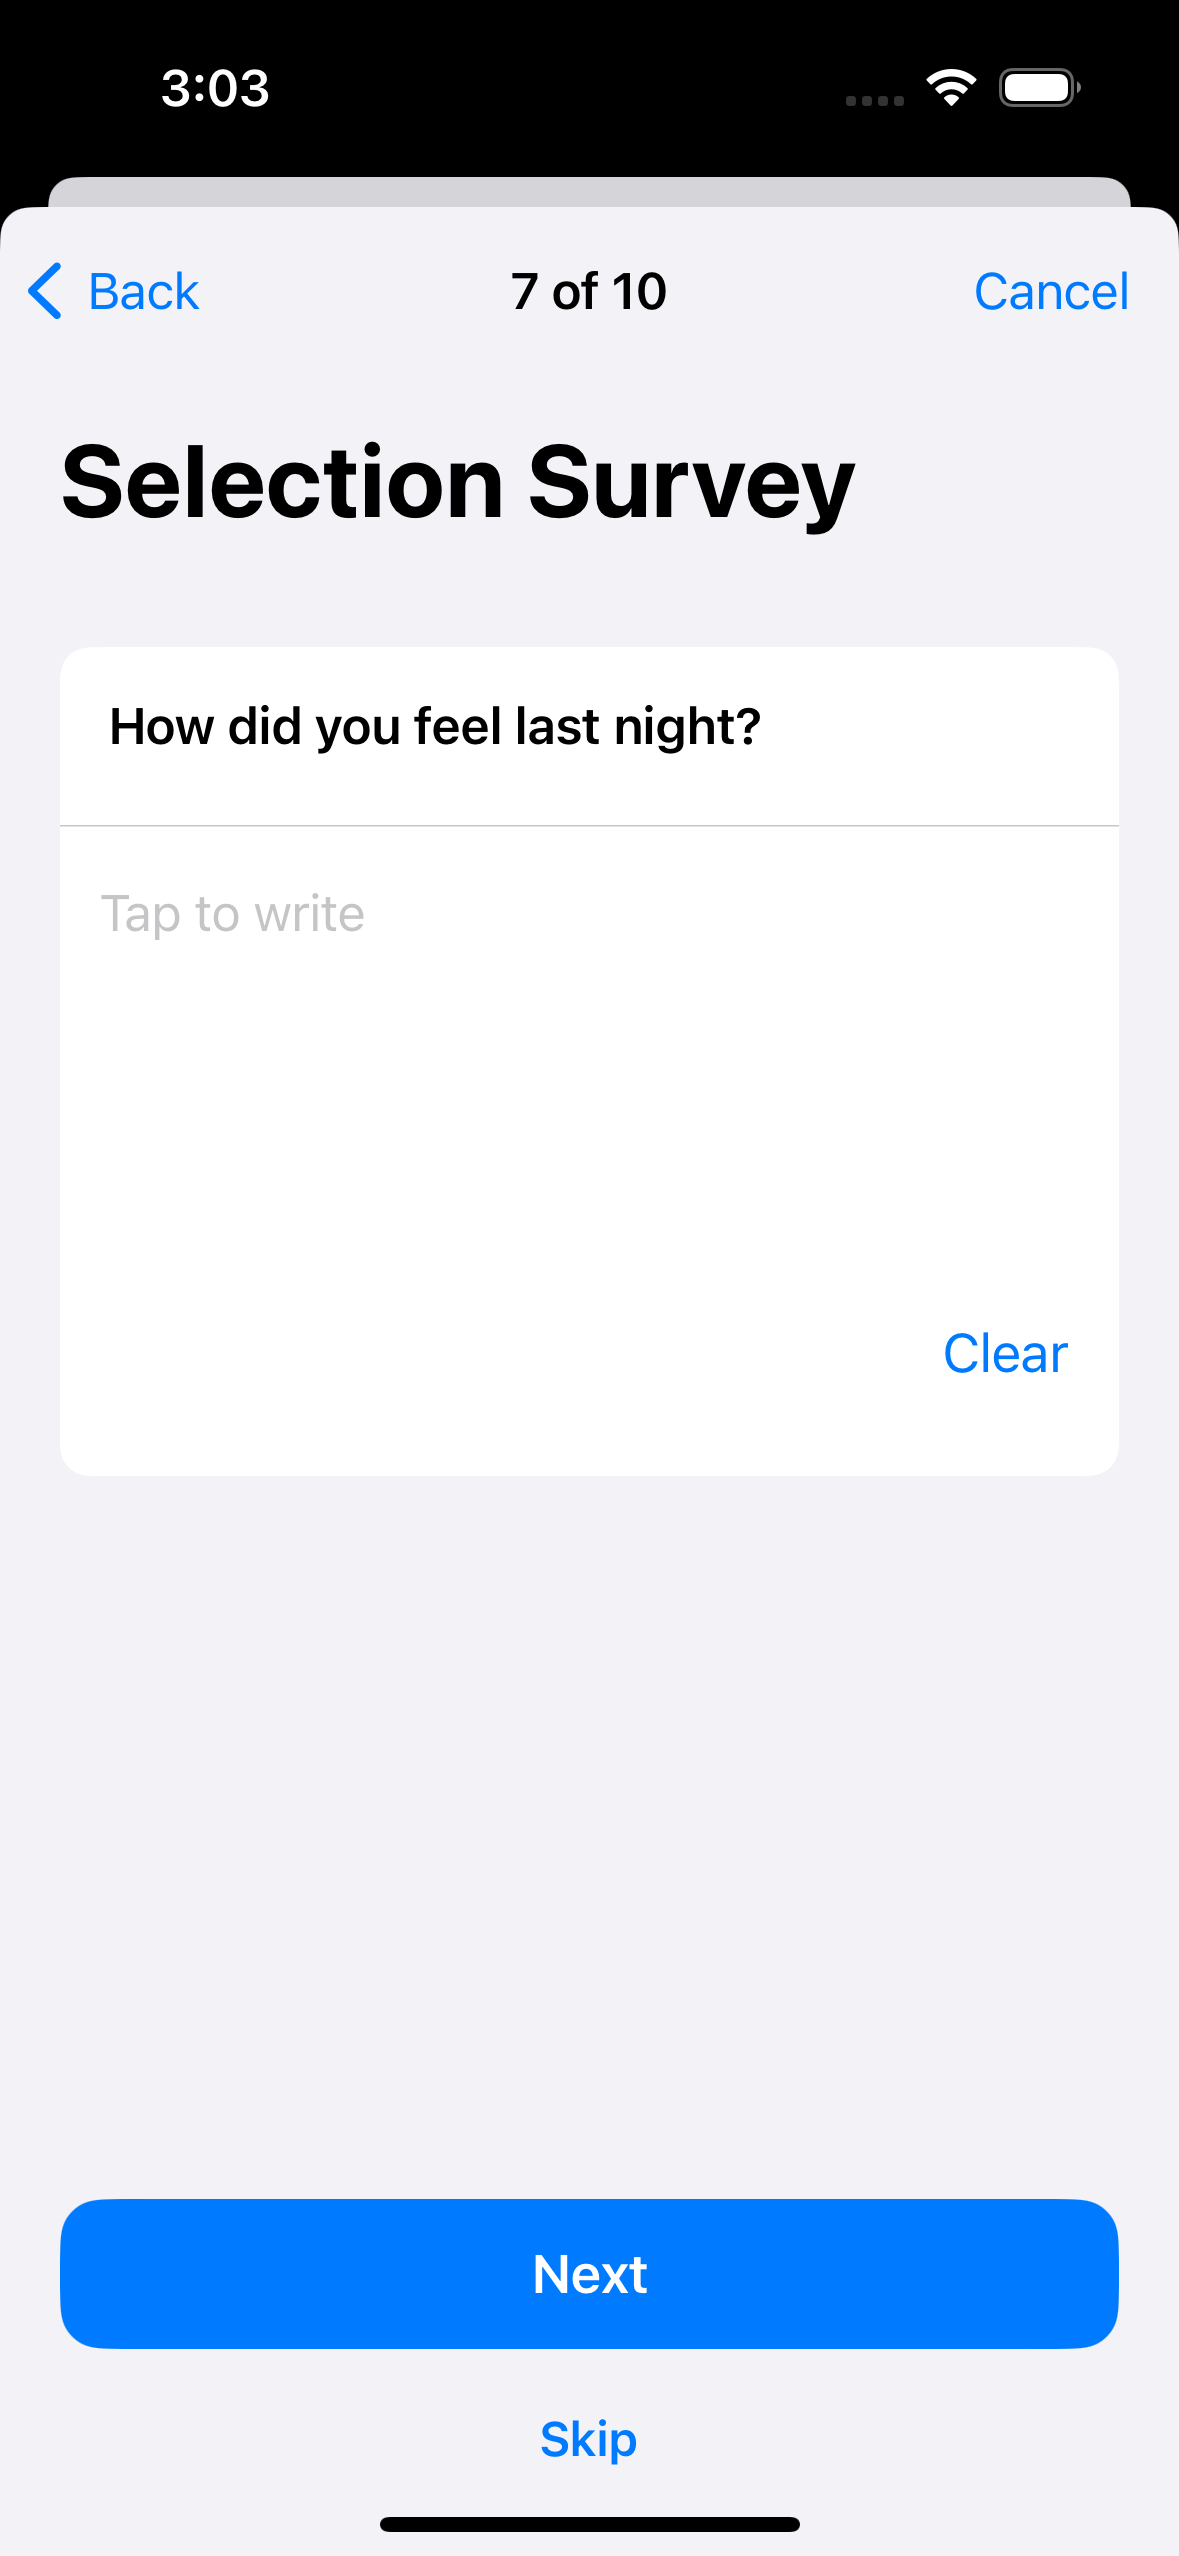 3:03
Back
7 of 10
Cancel
Selection Survey
How did you feel last night?
Tap to write
Clear
Next
Skip